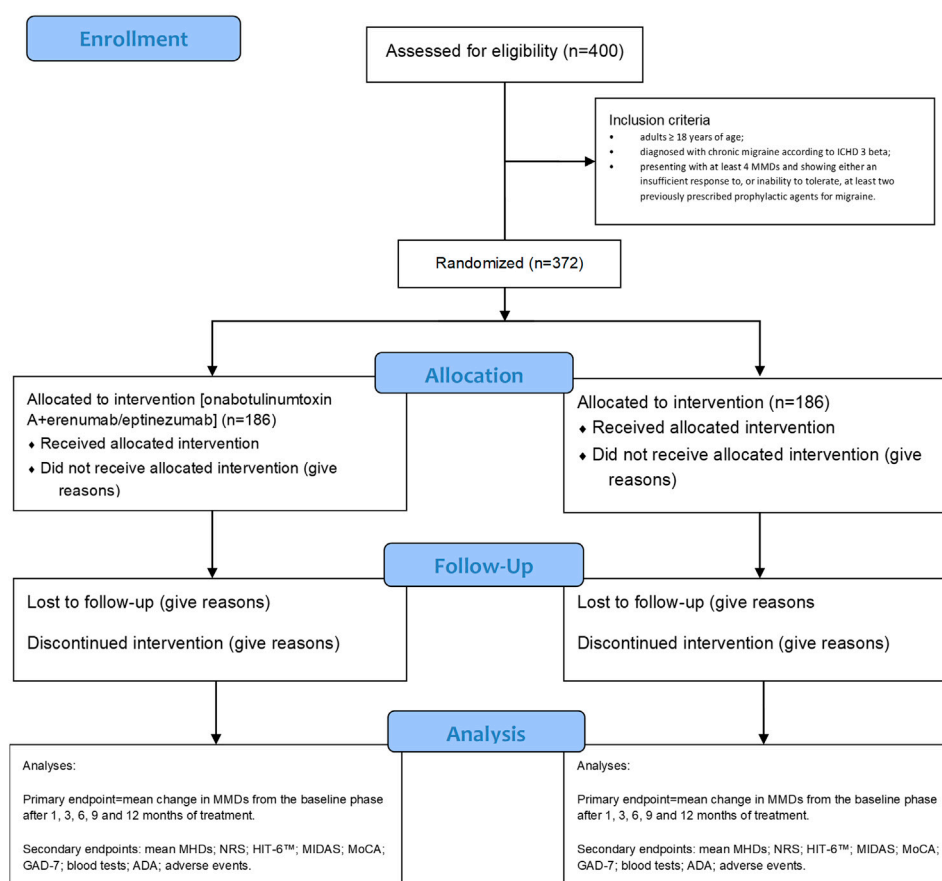 Enrollment
Assessed for eligibility (n=400)
Inclusion criteria
• adults ≥ 18 years of age;
• diagnosed with chronic migraine according to ICHD 3 beta;
• presenting with at least 4 MMDs and showing either an
insufficient response to, or inability to tolerate, at least two
previously prescribed prophylactic agents for migraine.
Randomized (n=372)
Allocation
Allocated to intervention [onabotulinumtoxin
A+erenumab/eptinezumab] (n=186)
♦ Received allocated intervention
♦ Did not receive allocated intervention (give
reasons)
Allocated to intervention (n=186)
♦ Received allocated intervention
♦ Did not receive allocated intervention (give
reasons)
Follow-Up
Lost to follow-up (give reasons)
Discontinued intervention (give reasons)
Lost to follow-up (give reasons
Discontinued intervention (give reasons)
Analysis
Analyses:
Primary endpoint=mean change in MMDs from the baseline phase
after 1, 3, 6, 9 and 12 months of treatment.
Secondary endpoints: mean MHDs; NRS; HIT-6™; MIDAS; MoCA;
GAD-7; blood tests; ADA; adverse events.
Analyses:
Primary endpoint=mean change in MMDs from the baseline phase
after 1, 3, 6, 9 and 12 months of treatment.
Secondary endpoints: mean MHDs; NRS; HIT-6™; MIDAS; MoCA;
GAD-7; blood tests; ADA; adverse events.